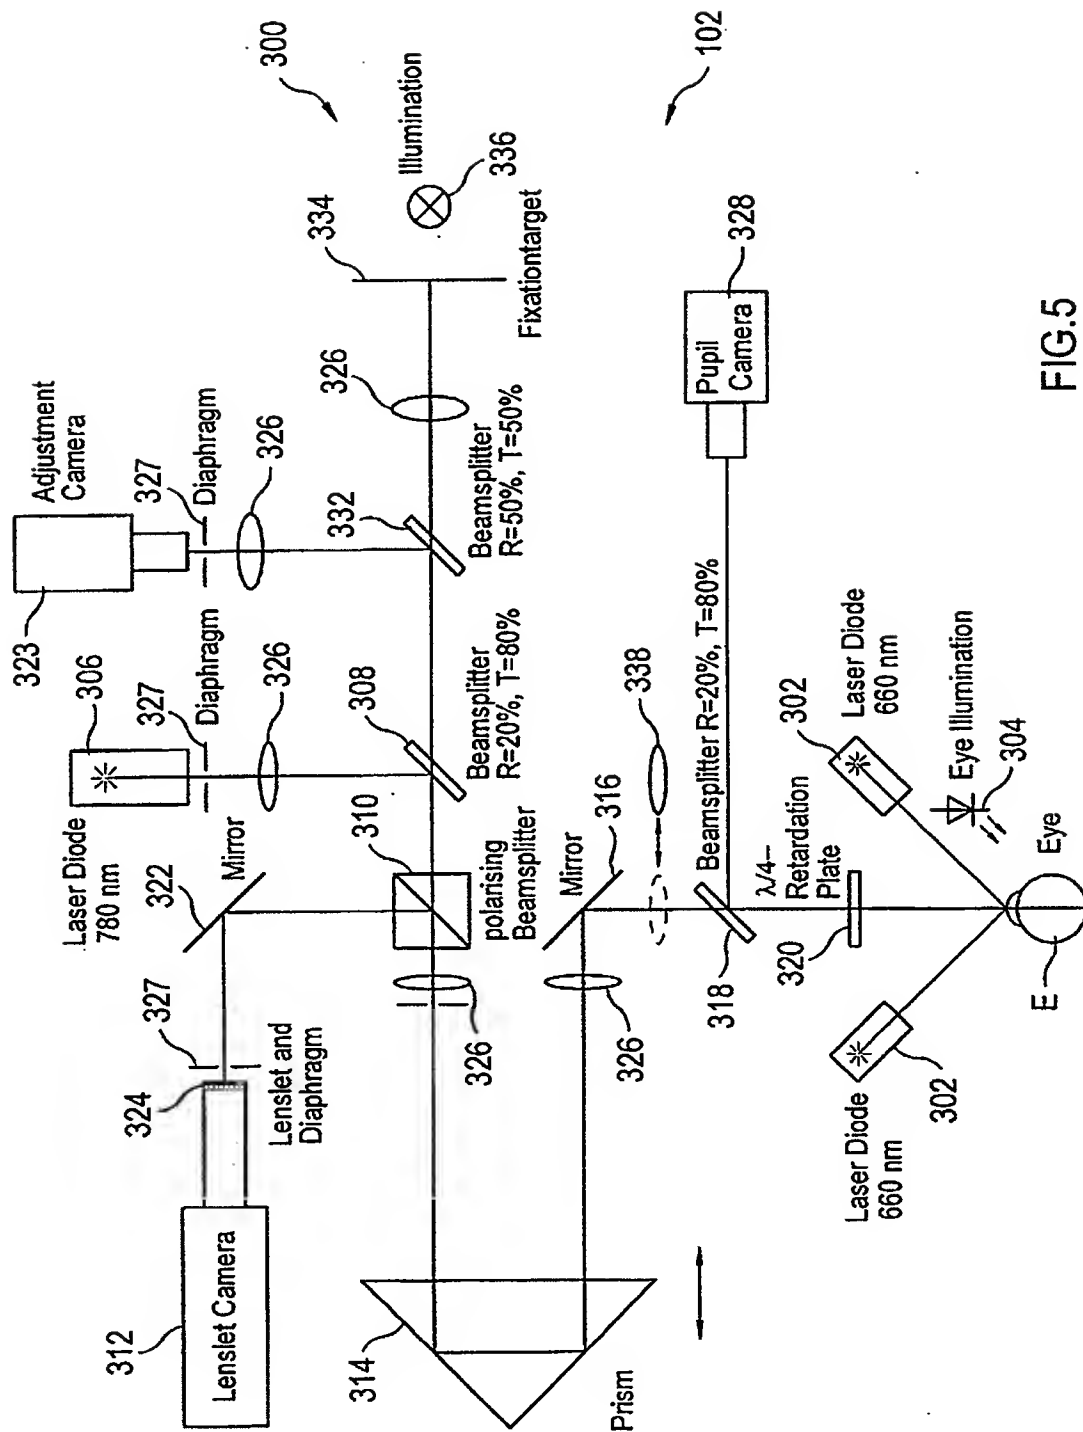 300
Illumination
336
102
334
Fixationtarget
Adjustment
Camera
327
Diaphragm
326
326
323
332
Beamsplitter
R=50%, T=50%
Pupil
Camera
328
306
327
Diaphragm
326
308
Beamsplitter
R=20%, T=80%
Laser Diode
780 nm
322
Mirror
310
polarising
Beamsplitter
338
Beamsplitter R=20%, T=80%
Mirror
316
318
λ/4–
Retardation
Plate
320
302
Laser Diode
660 nm
Eye Illumination
304
Eye
E
327
324
Lenslet and
Diaphragm
326
326
Laser Diode
660 nm
302
312
Lenslet Camera
314
Prism
FIG.5